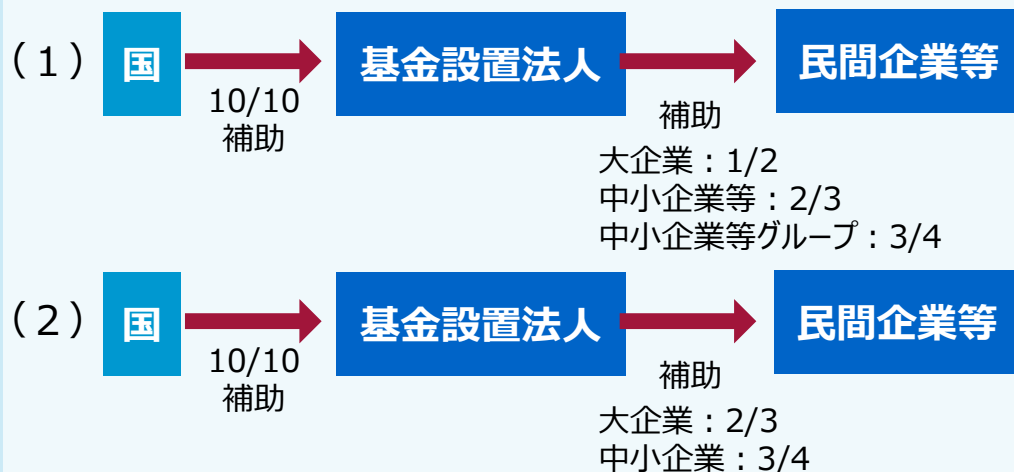 （1） 国 基金設置法人 民間企業等
10/10
補助
補助
大企業：1/2
中小企業等：2/3
中小企業等グループ：3/4
（2） 国 基金設置法人 民間企業等
10/10
補助
補助
大企業：2/3
中小企業：3/4